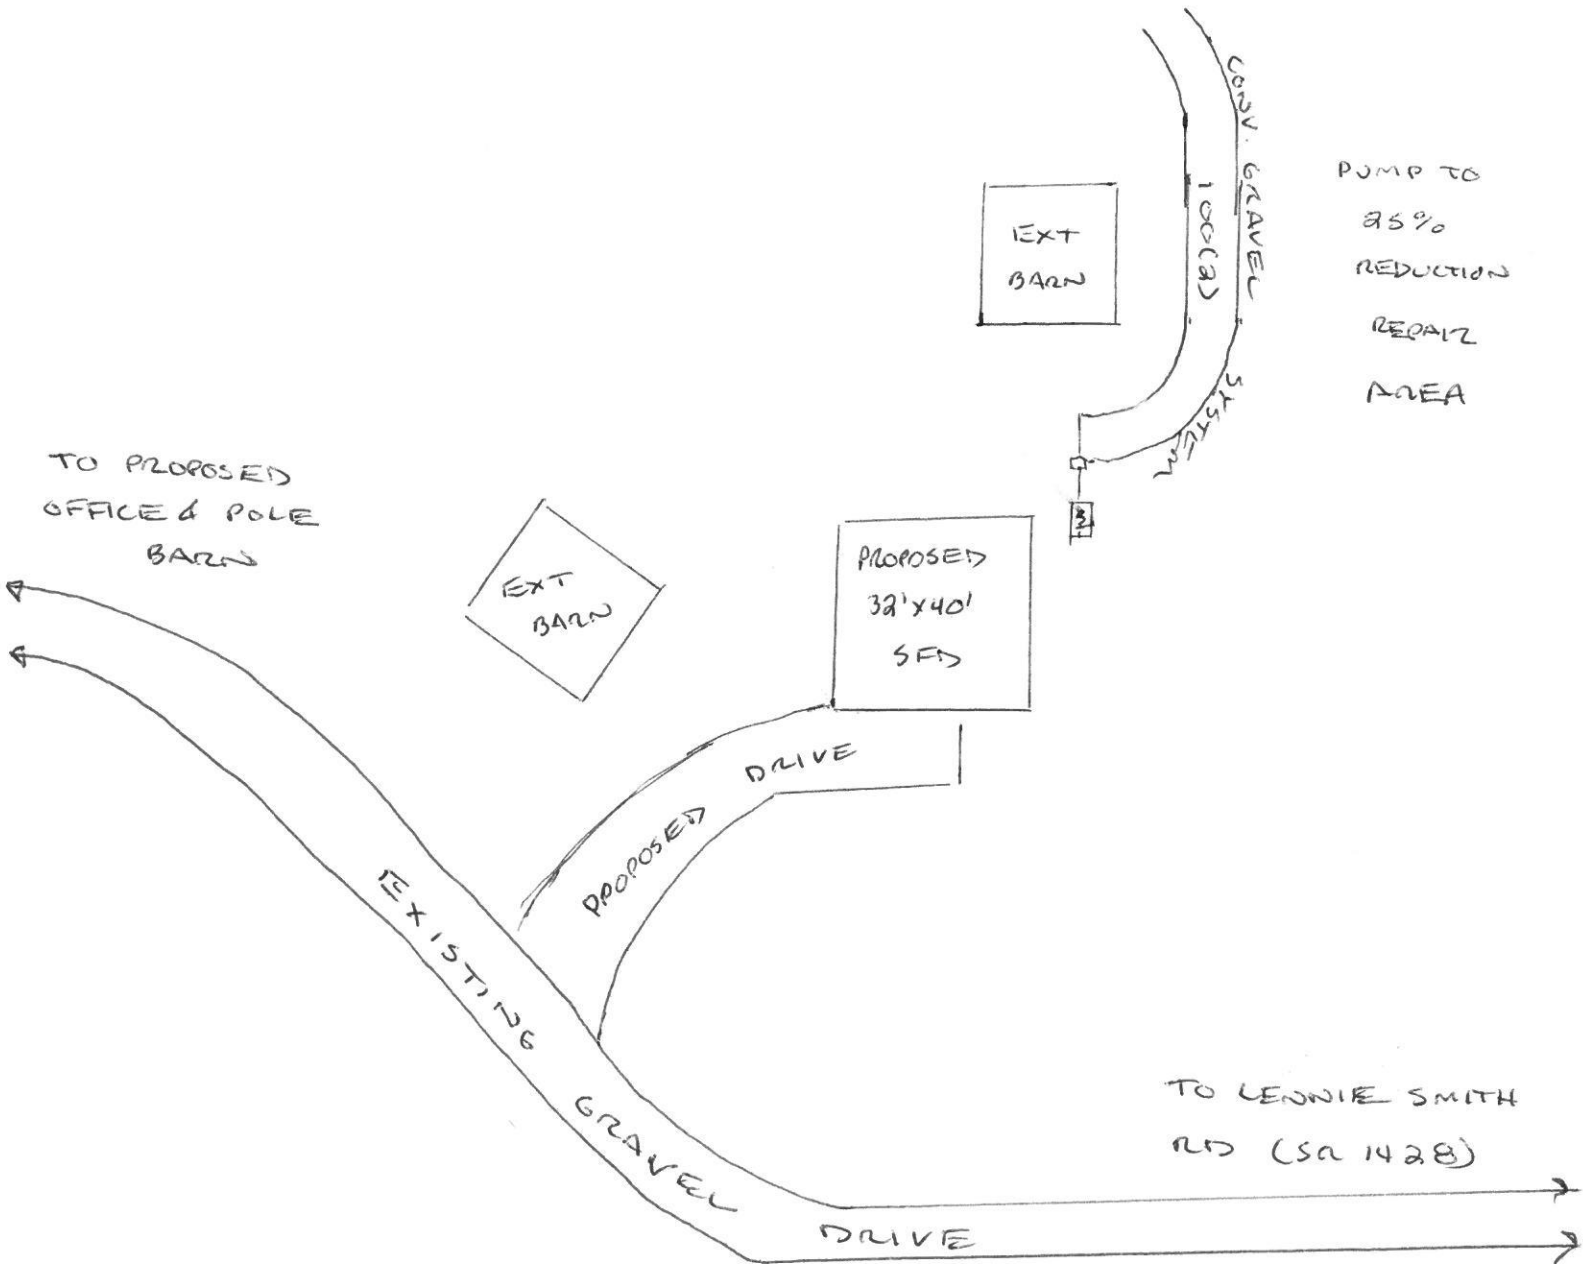 CONV. GRAVEL SYSTEM
100(2)
PUMP TO
25%
REDUCTION
REPAIR
AREA
EXT
BARN
TO PROPOSED
OFFICE & POLE
BARN
EXT
BARN
PROPOSED
32'X40'
SFD
PROPOSED DRIVE
EXISTING GRAVEL DRIVE
TO LENNIE SMITH
RD (SR 1428)